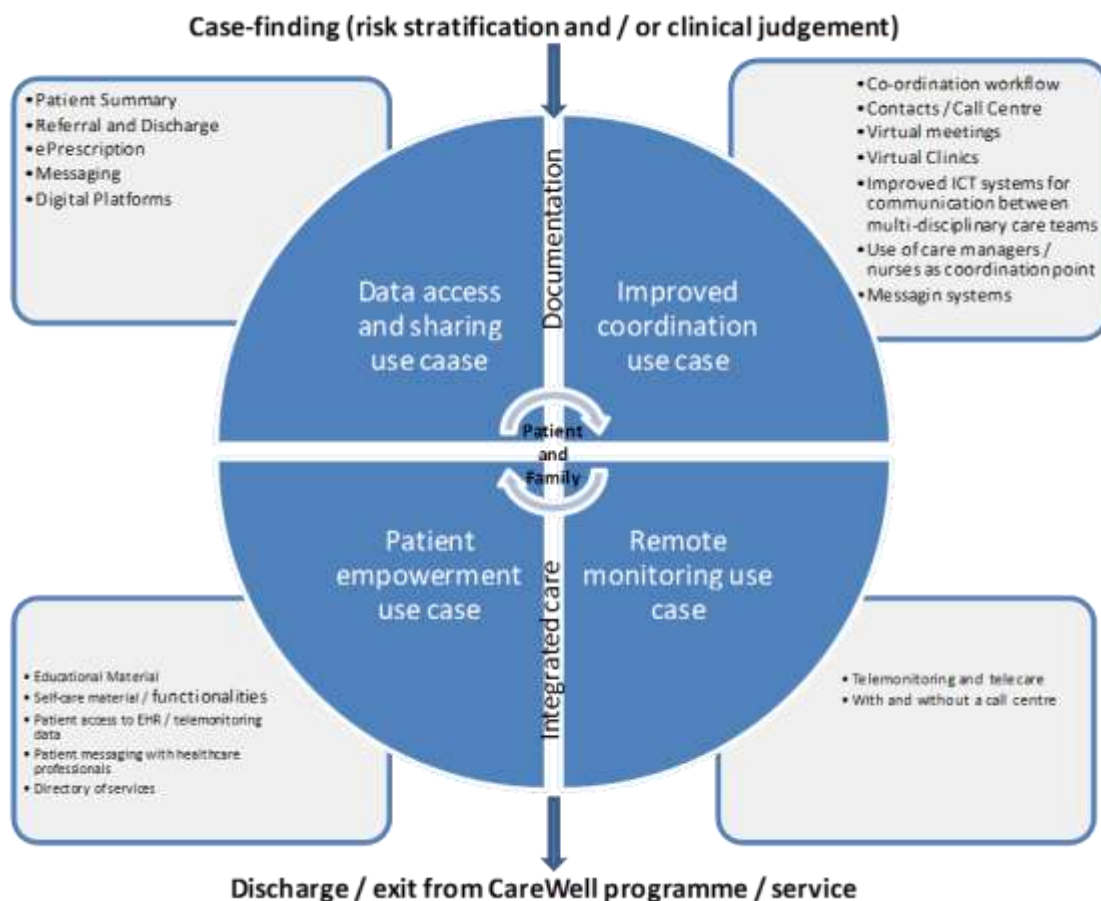 Case-finding (risk stratification and / or clinical judgement)
•Patient Summary
•Referral and Discharge
•ePrescription
•Messaging
•Digital Platforms
•Co-ordination workflow
•Contacts / Call Centre
•Virtual meetings
•Virtual Clinics
•Improved ICT systems for
communication between
multi-disciplinary care teams
•Use of care managers /
nurses as coordination point
•Messagin systems
Data access
and sharing
use caase
Documentation
Improved
coordination
use case
Patient
and
Family
Patient
empowerment
use case
Integrated care
Remote
monitoring use
case
• Educational Material
• Self-care material / functionalities
• Patient access to EHR / telemonitoring
data
• Patient messaging with healthcare
professionals
• Directory of services
• Telemonitoring and telecare
• With and without a call centre
Discharge / exit from CareWell programme / service